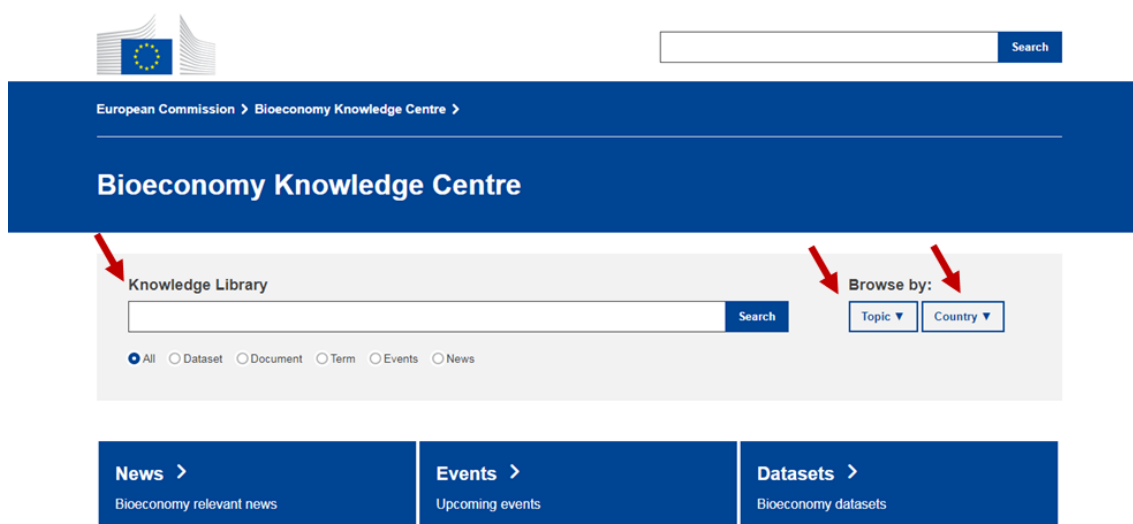 Search
European Commission > Bioeconomy Knowledge Centre >
Bioeconomy Knowledge Centre
Knowledge Library
Search
All Dataset Document Term Events News
Browse by:
Topic ▼ Country ▼
News >
Bioeconomy relevant news
Events >
Upcoming events
Datasets >
Bioeconomy datasets